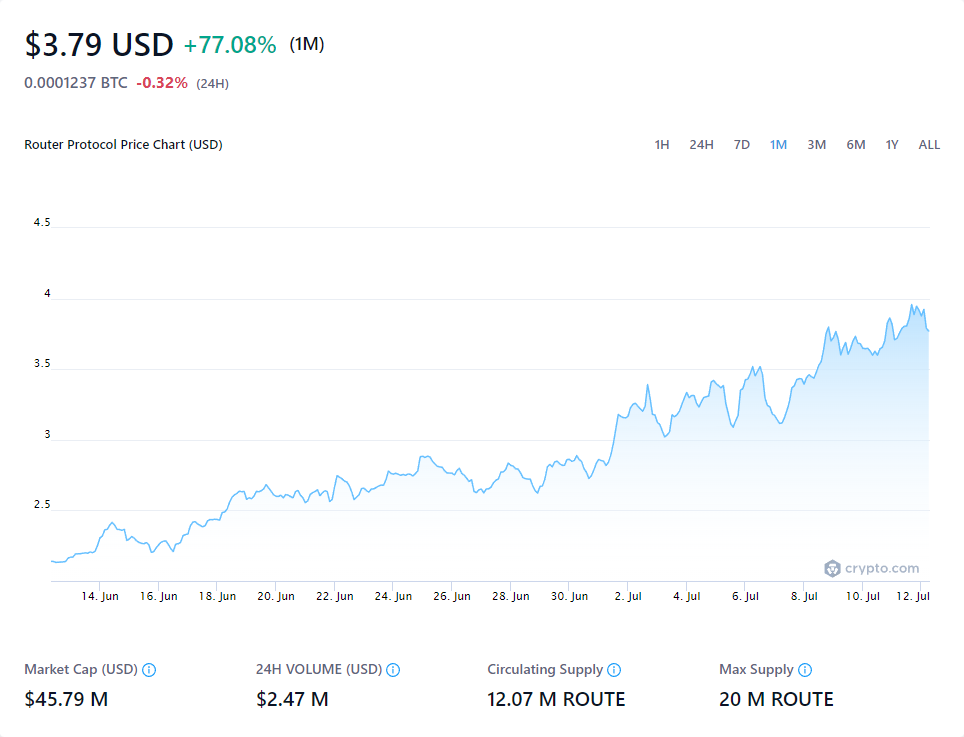 $3.79 USD +77.08% (1M)
0.0001237 BTC -0.32% (24H)
Router Protocol Price Chart (USD) 1H 24H 7D 1M 3M 6M 1Y ALL
4.5
4
3.5
3
2.5
crypto.com
14. Jun 16. Jun 18. Jun 20. Jun 22. Jun 24. Jun 26. Jun 28. Jun 30. Jun 2. Jul 4. Jul 6. Jul 8. Jul 10. Jul 12. Jul
Market Cap (USD) 24H VOLUME (USD) Circulating Supply Max Supply
$45.79 M $2.47 M 12.07 M ROUTE 20 M ROUTE